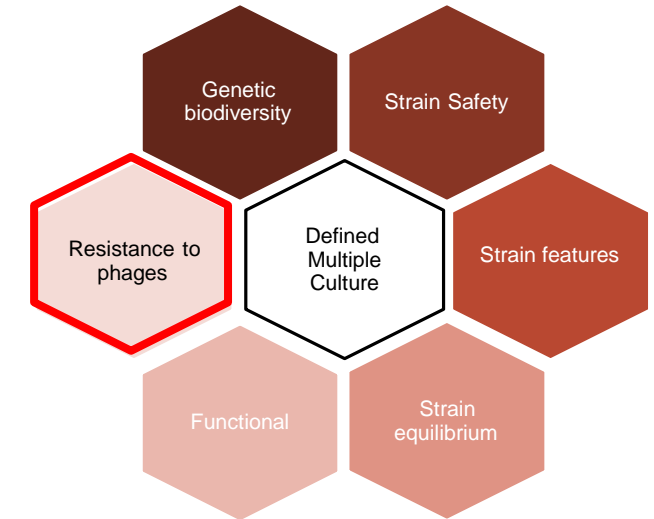 Genetic
biodiversity
Strain Safety
Resistance to
phages
Defined
Multiple
Culture
Strain features
Functional
Strain
equilibrium